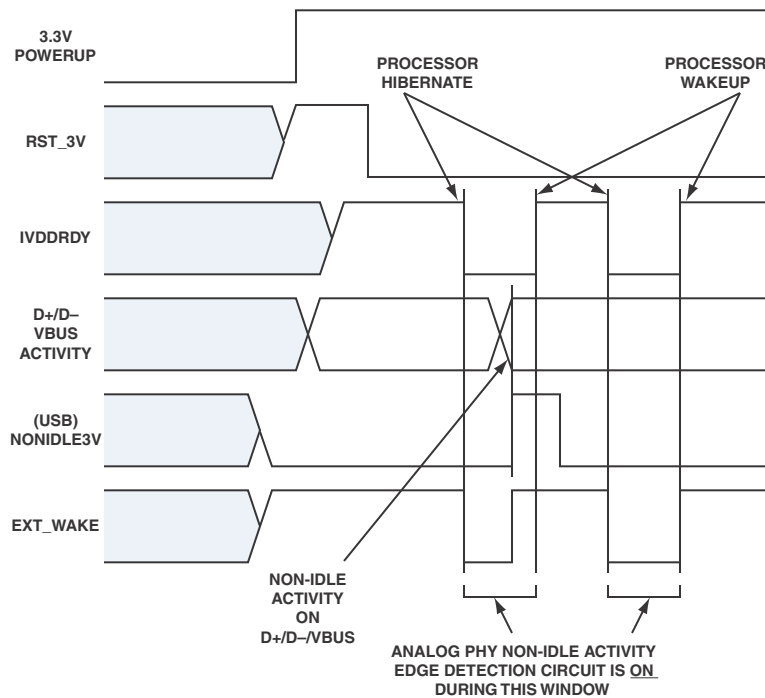 3.3V
POWERUP
PROCESSOR
HIBERNATE
PROCESSOR
WAKEUP
RST_3V
IVDDRDY
D+/D–
VBUS
ACTIVITY
(USB)
NONIDLE3V
EXT_WAKE
NON-IDLE
ACTIVITY
ON
D+/D–/VBUS
ANALOG PHY NON-IDLE ACTIVITY
EDGE DETECTION CIRCUIT IS ON
DURING THIS WINDOW